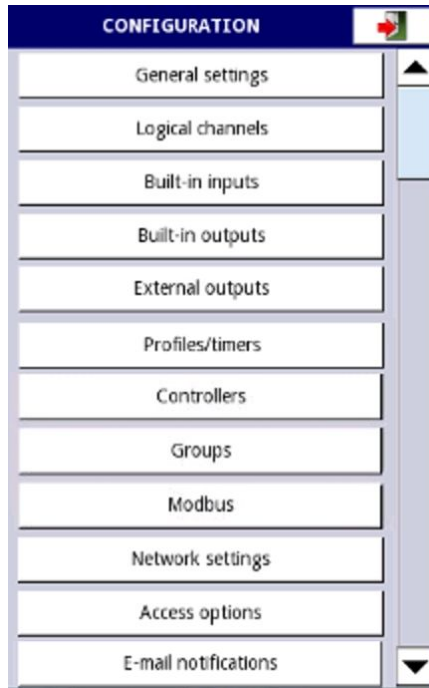 CONFIGURATION
General settings
Logical channels
Built-in inputs
Built-in outputs
External outputs
Profiles/timers
Controllers
Groups
Modbus
Network settings
Access options
E-mail notifications